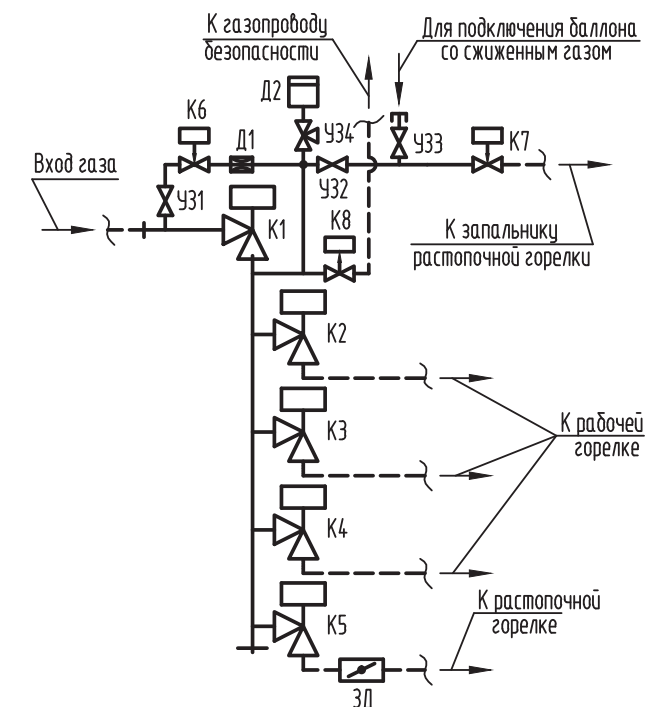 К газопроводу
безопасности
Для подключения баллона
со сжиженным газом
Д2
К6
Д1
УЗ4
УЗ3
К7
Вход газа
УЗ1
УЗ2
К1
К8
К запальнику
растопочной горелки
К2
К3
К рабочей
горелке
К4
К5
К растопочной
горелке
ЗД